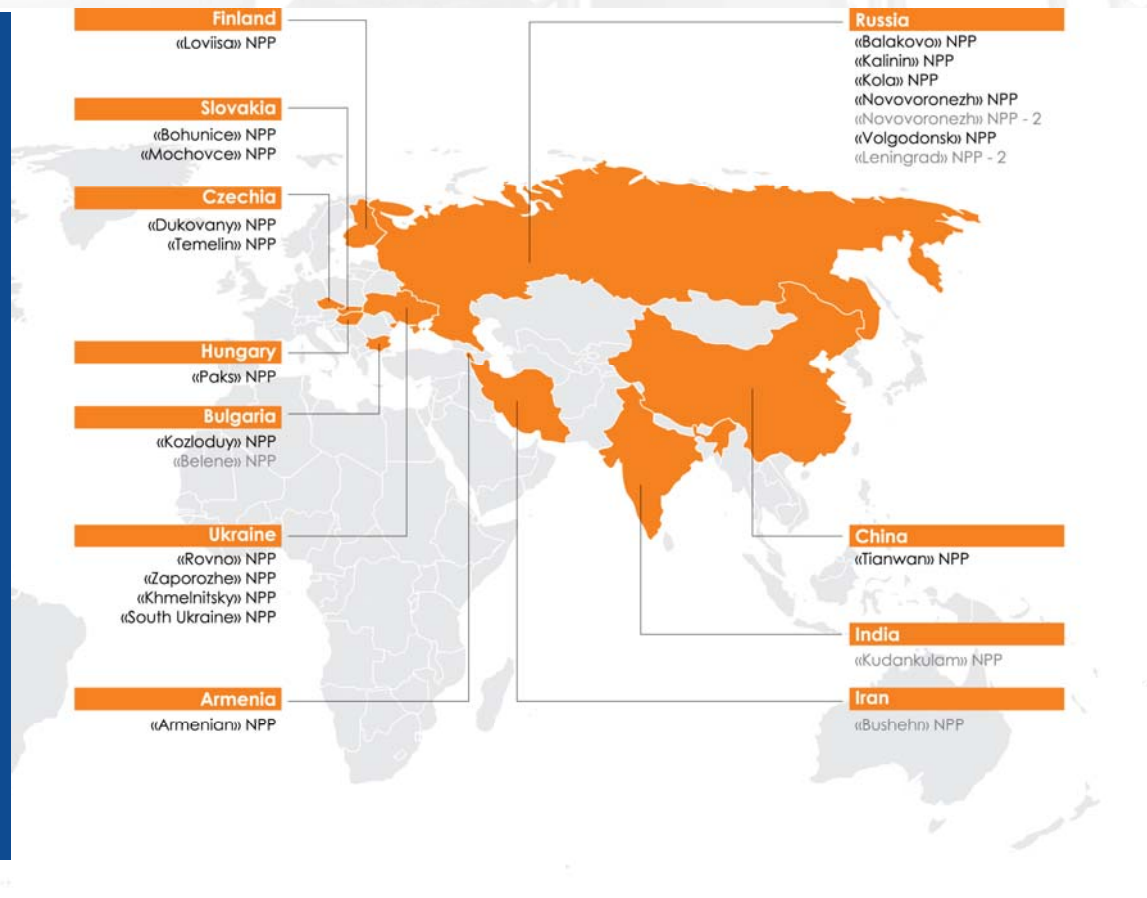 Finland
«Loviisa» NPP
Slovakia
«Bohunice» NPP
«Mochovce» NPP
Czechia
«Dukovany» NPP
«Temelin» NPP
Hungary
«Paks» NPP
Bulgaria
«Kozloduy» NPP
«Belene» NPP
Ukraine
«Rovno» NPP
«Zaporozhe» NPP
«Khmelnitsky» NPP
«South Ukraine» NPP
Armenia
«Armenian» NPP
Russia
«Balakovo» NPP
«Kalinin» NPP
«Kola» NPP
«Novovoronezh» NPP
«Novovoronezh» NPP - 2
«Volgodonsk» NPP
«Leningrad» NPP - 2
China
«Tianwan» NPP
India
«Kudankulam» NPP
Iran
«Bushehr» NPP